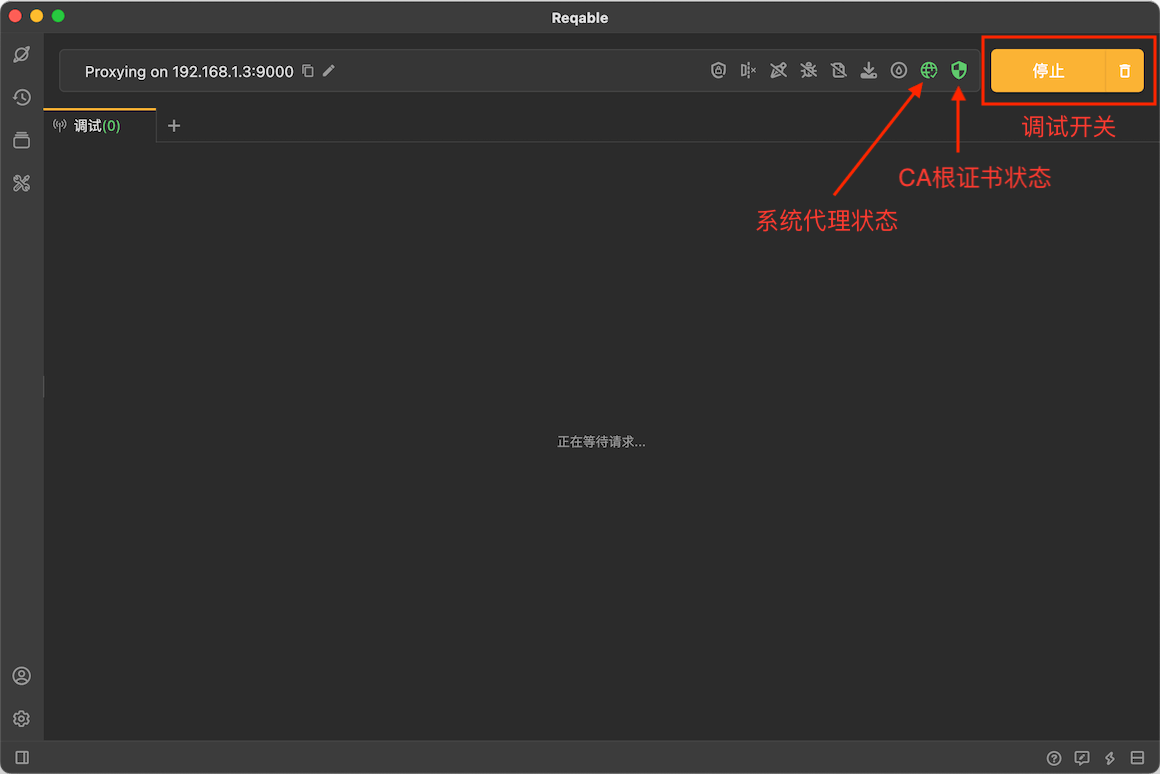 Reqable
Proxying on 192.168.1.3:9000
停止
调试(0)
调试开关
CA根证书状态
系统代理状态
正在等待请求...